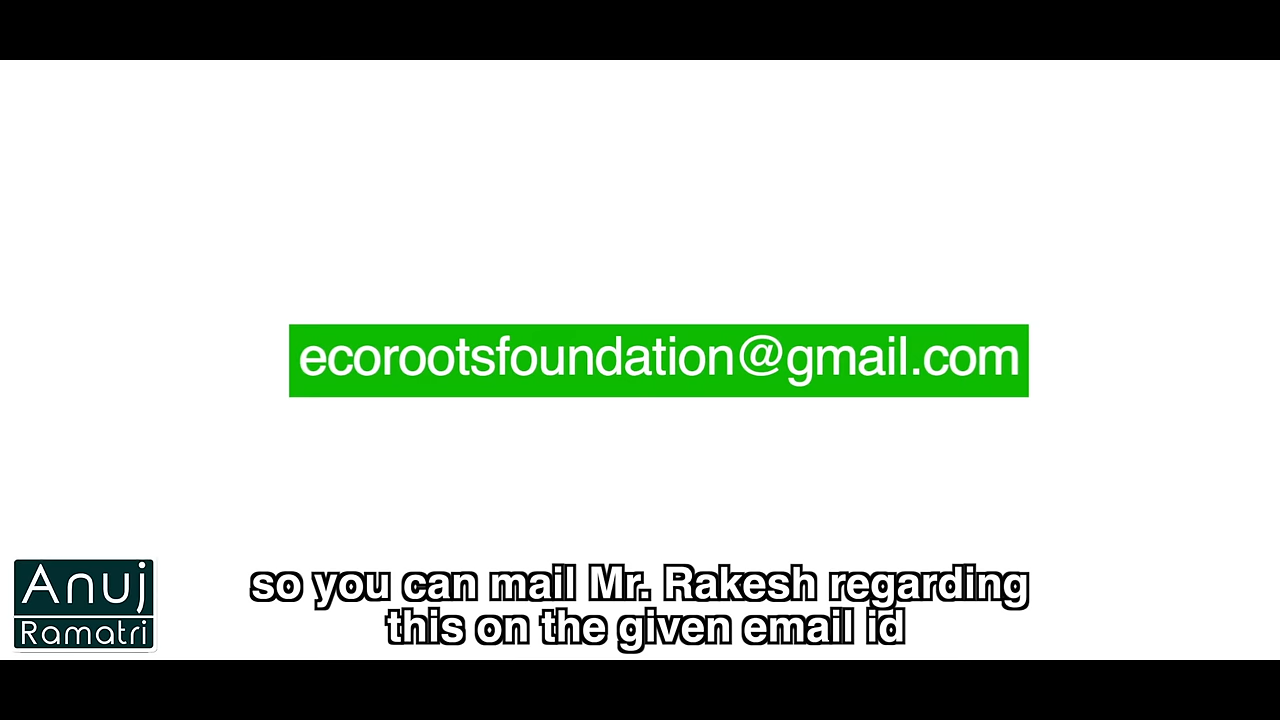 ecorootsfoundation@gmail.com
so you can mail Mr. Rakesh regarding
this on the given email id
Anuj
Ramatri